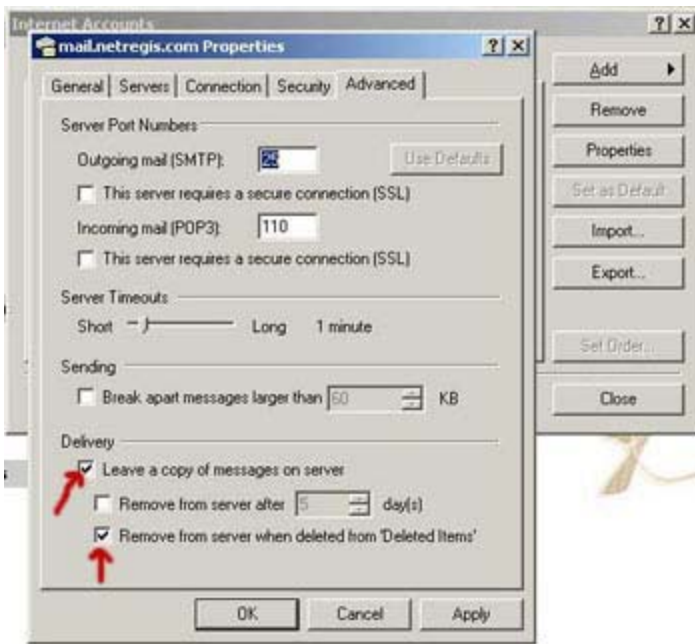 Internet Accounts
mail.netregis.com Properties
General Servers Connection Security Advanced
Server Port Numbers
Outgoing mail (SMTP): 25 Use Defaults
This server requires a secure connection (SSL)
Incoming mail (POP3): 110
This server requires a secure connection (SSL)
Server Timeouts
Short Long 1 minute
Sending
Break apart messages larger than 60 KB
Delivery
Leave a copy of messages on server
Remove from server after 5 day(s)
Remove from server when deleted from 'Deleted Items'
OK Cancel Apply
Add
Remove
Properties
Set as Default
Import...
Export...
Set Order...
Close